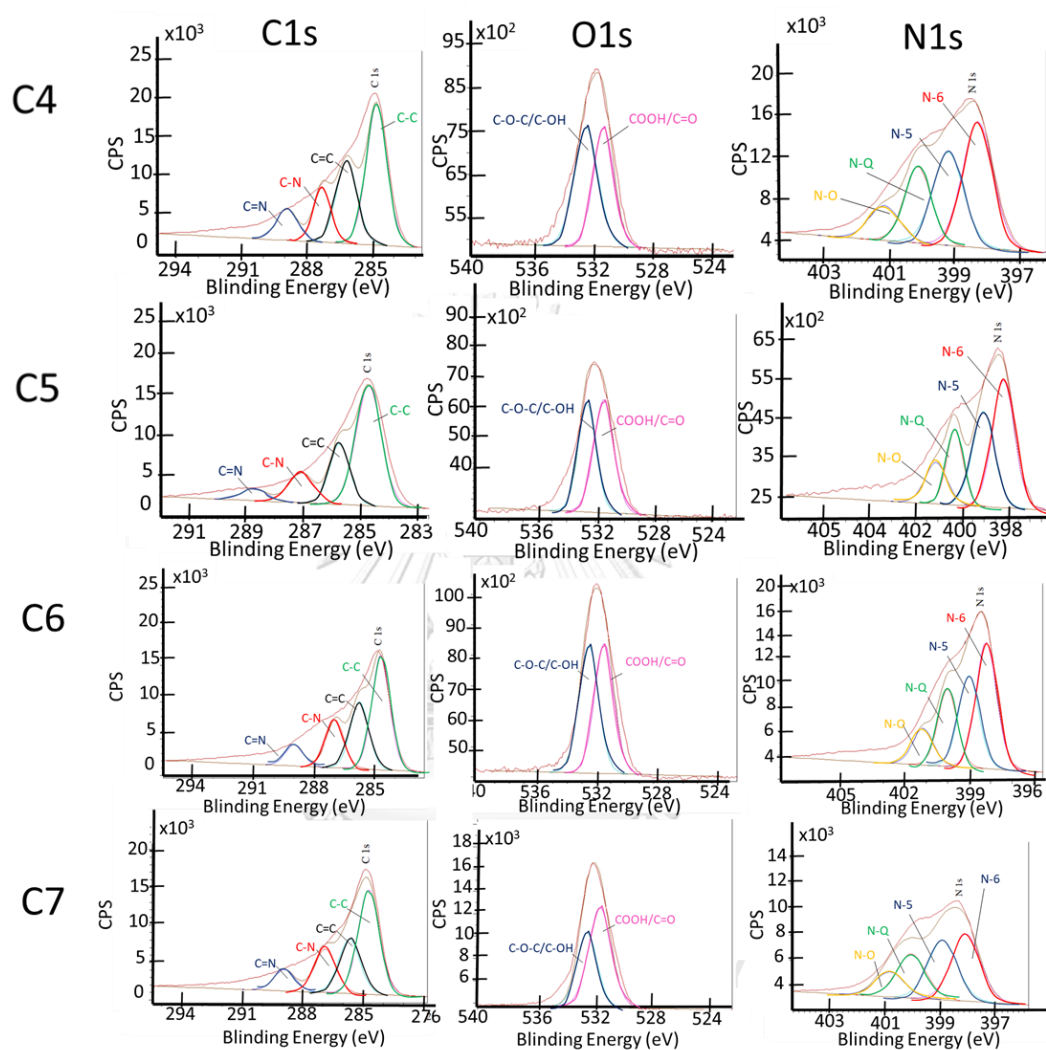 C1s O1s N1s
C4
x10³
25
20
15
10
5
0
CPS
C 1s
C-C
C=C
C-N
C=N
294 291 288 285
Blinding Energy (eV)
x10²
95
75
65
55
CPS
C-O-C/C-OH
COOH/C=O
540 536 532 528 524
Blinding Energy (eV)
x10³
20
16
12
8
4
CPS
N 1s
N-6
N-5
N-Q
N-O
403 401 399 397
Blinding Energy (eV)
C5
x10³
25
20
15
10
5
0
CPS
C 1s
C-C
C=C
C-N
C=N
291 289 287 285 283
Blinding Energy (eV)
x10²
90
80
70
60
50
40
CPS
C-O-C/C-OH
COOH/C=O
540 536 532 528 524
Blinding Energy (eV)
x10²
65
45
35
25
CPS
N 1s
N-6
N-5
N-Q
N-O
405 404 402 400 398
Blinding Energy (eV)
C6
x10³
25
20
15
10
5
0
CPS
C 1s
C-C
C=C
C-N
C=N
294 288 285
Blinding Energy (eV)
x10²
100
80
70
60
50
CPS
C-O-C/C-OH
COOH/C=O
536 532 528 524
Blinding Energy (eV)
x10³
16
14
12
8
4
CPS
N 1s
N-6
N-5
N-Q
N-O
405 402 399 396
Blinding Energy (eV)
C7
x10³
25
20
15
10
5
0
CPS
C 1s
C-C
C=C
C-N
C=N
294 291 288 285 276
Blinding Energy (eV)
x10³
18
16
14
12
10
8
6
4
CPS
C-O-C/C-OH
COOH/C=O
540 536 532 528 524
Blinding Energy (eV)
x10³
14
12
10
8
6
4
CPS
N 1s
N-6
N-5
N-Q
N-O
403 401 399 397
Blinding Energy (eV)